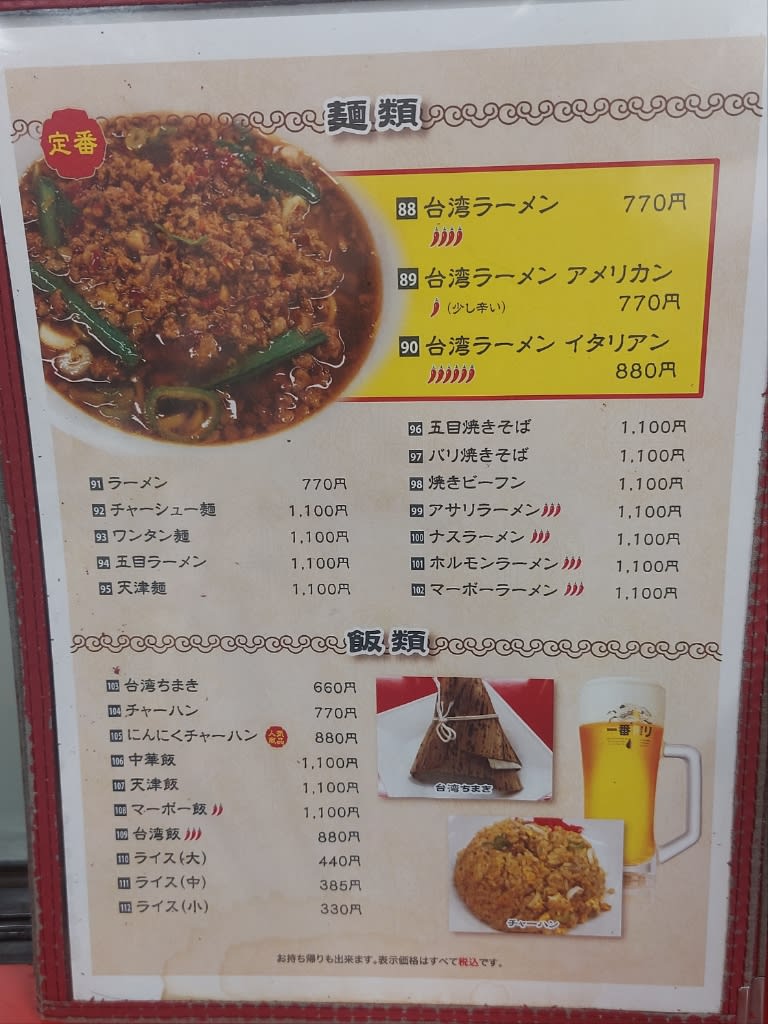 麺類
定番
88 台湾ラーメン 770円
89 台湾ラーメン アメリカン
(少し辛い) 770円
90 台湾ラーメン イタリアン
880円
91 ラーメン 770円
92 チャーシュー麺 1,100円
93 ワンタン麺 1,100円
94 五目ラーメン 1,100円
95 天津麺 1,100円
96 五目焼きそば 1,100円
97 バリ焼きそば 1,100円
98 焼きビーフン 1,100円
99 アサリラーメン 1,100円
100 ナスラーメン 1,100円
101 ホルモンラーメン 1,100円
102 マーボーラーメン 1,100円
飯類
103 台湾ちまき 660円
104 チャーハン 770円
105 にんにくチャーハン 人気商品 880円
106 中華飯 1,100円
107 天津飯 1,100円
108 マーボー飯 1,100円
109 台湾飯 880円
110 ライス(大) 440円
111 ライス(中) 385円
112 ライス(小) 330円
台湾ちまき
一番搾り
チャーハン
お持ち帰りも出来ます。表示価格はすべて税込です。